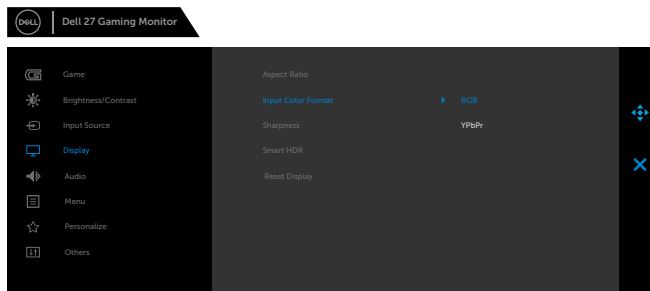 DELL
Dell 27 Gaming Monitor
Game
Aspect Ratio
Brightness/Contrast
Input Color Format
RGB
Input Source
Sharpness
YPbPr
Display
Smart HDR
Audio
Reset Display
Menu
Personalize
Others